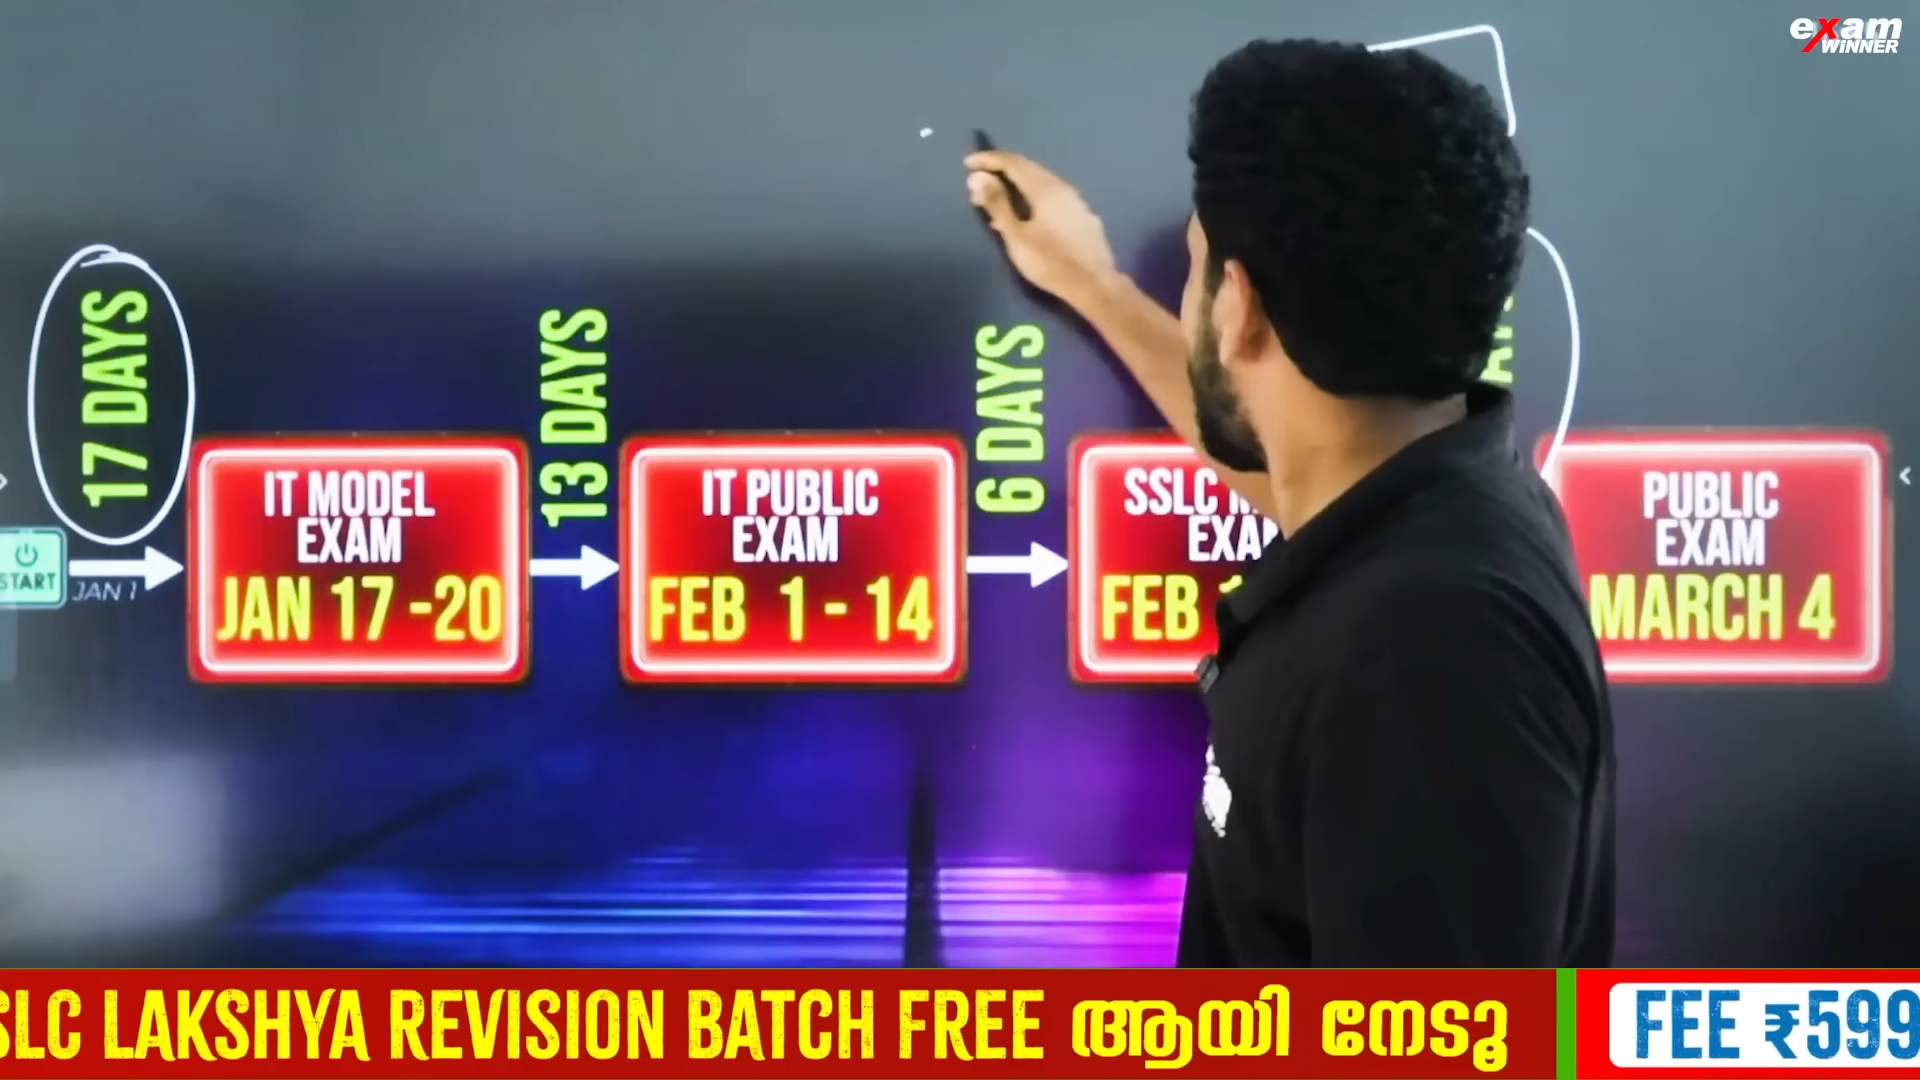 exam
WINNER
17 DAYS
13 DAYS
6 DAYS
START
JAN 1
IT MODEL
EXAM
JAN 17 -20
IT PUBLIC
EXAM
FEB 1 - 14
SSLC
FEB
PUBLIC
EXAM
MARCH 4
LAKSHYA REVISION BATCH FREE ആയി നേടൂ
FEE ₹599